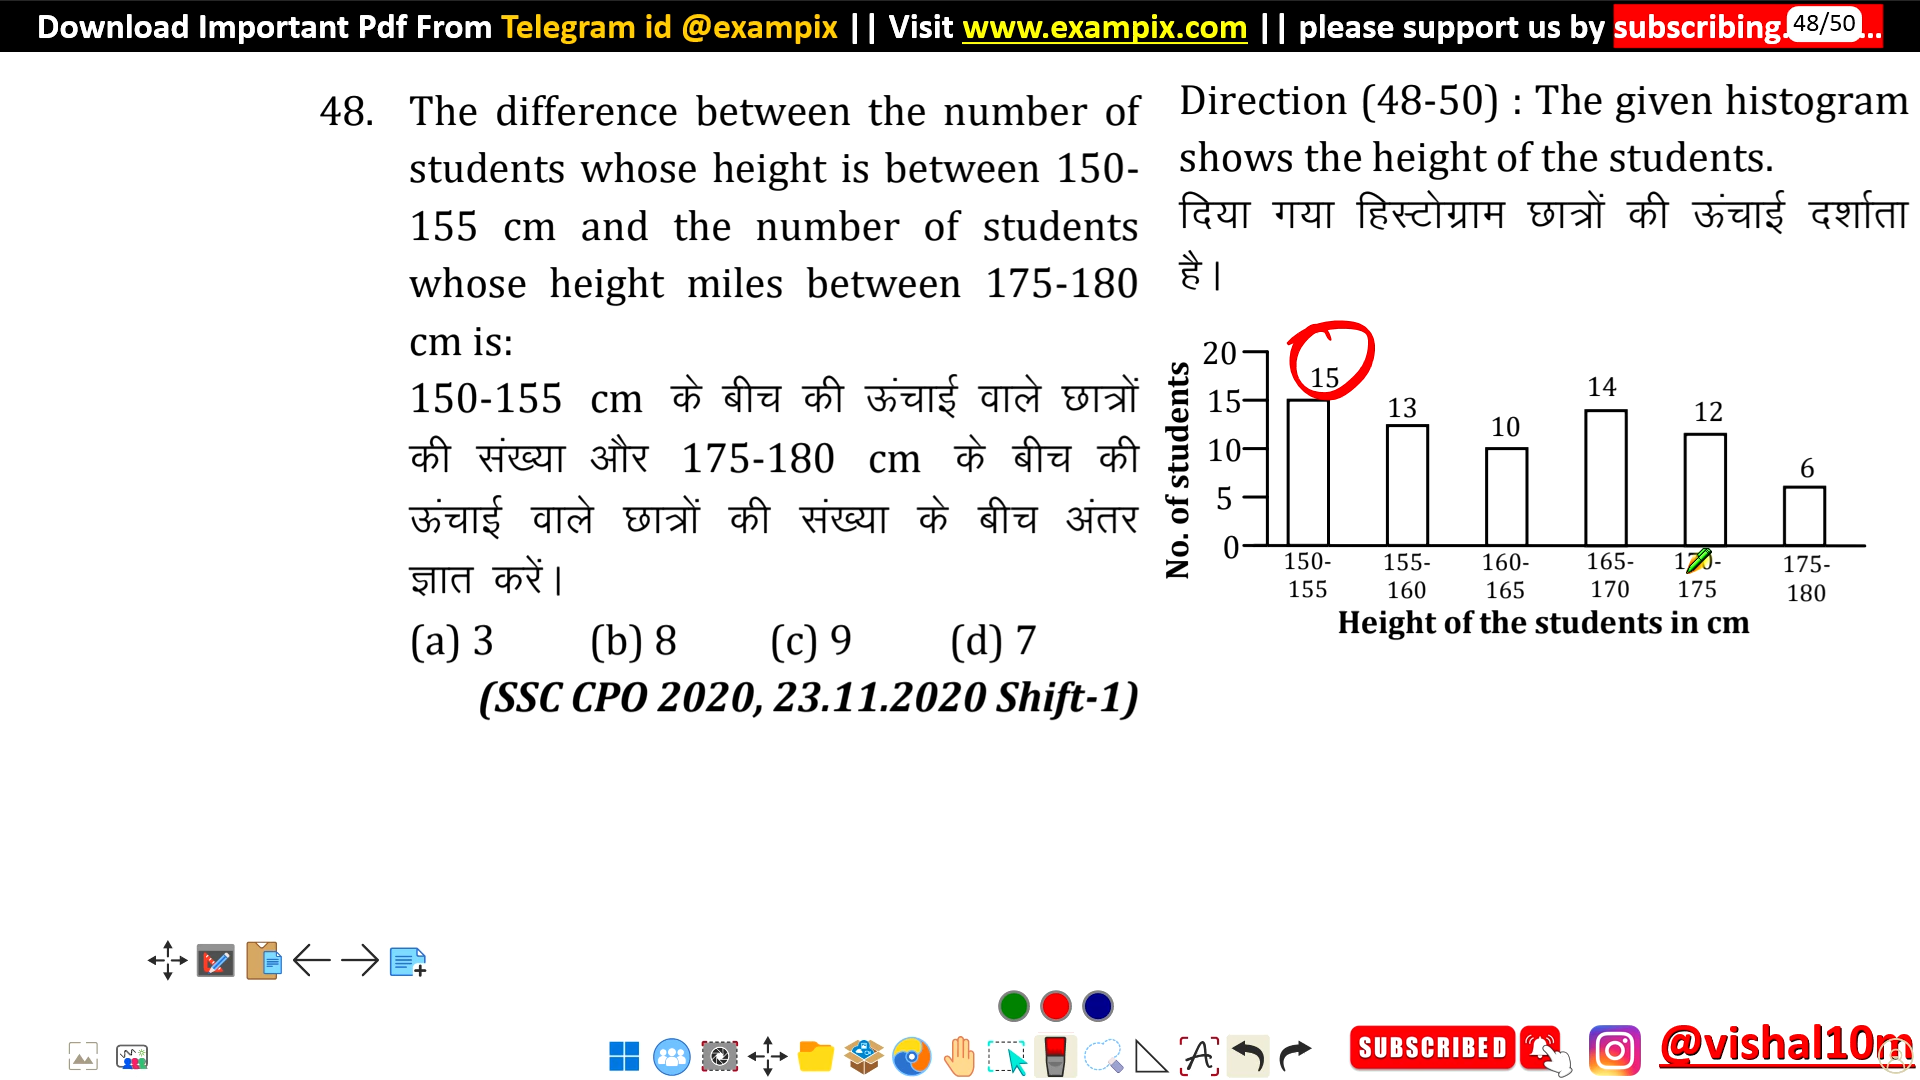 Download Important Pdf From Telegram id @exampix || Visit www.exampix.com || please support us by subscribing.
48/50
...
48. The difference between the number of
students whose height is between 150-
155 cm and the number of students
whose height miles between 175-180
cm is:
150-155 cm के बीच की ऊंचाई वाले छात्रों
की संख्या और 175-180 cm के बीच की
ऊंचाई वाले छात्रों की संख्या के बीच अंतर
ज्ञात करें।
(a) 3 (b) 8 (c) 9 (d) 7
(SSC CPO 2020, 23.11.2020 Shift-1)
Direction (48-50) : The given histogram
shows the height of the students.
दिया गया हिस्टोग्राम छात्रों की ऊंचाई दर्शाता
है।
No. of students
20
15
10
5
0
15
13
10
14
12
6
150-
155
155-
160
160-
165
165-
170
175
175-
180
Height of the students in cm
SUBSCRIBED